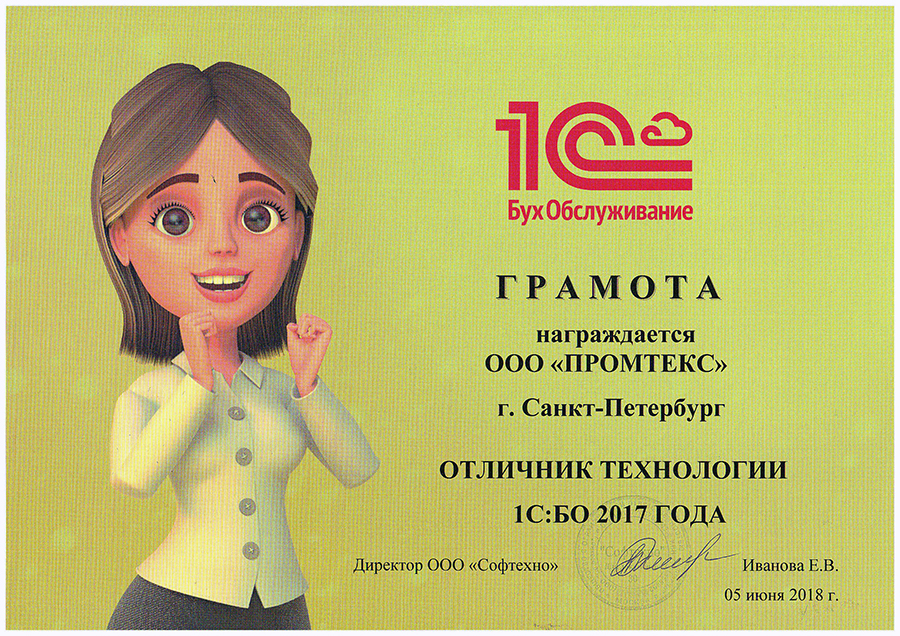 1С
БухОбслуживание
ГРАМОТА
награждается
ООО «ПРОМТЕКС»
г. Санкт-Петербург
ОТЛИЧНИК ТЕХНОЛОГИИ
1С:БО 2017 ГОДА
Директор ООО «Софтехно»
Иванова Е.В.
05 июня 2018 г.